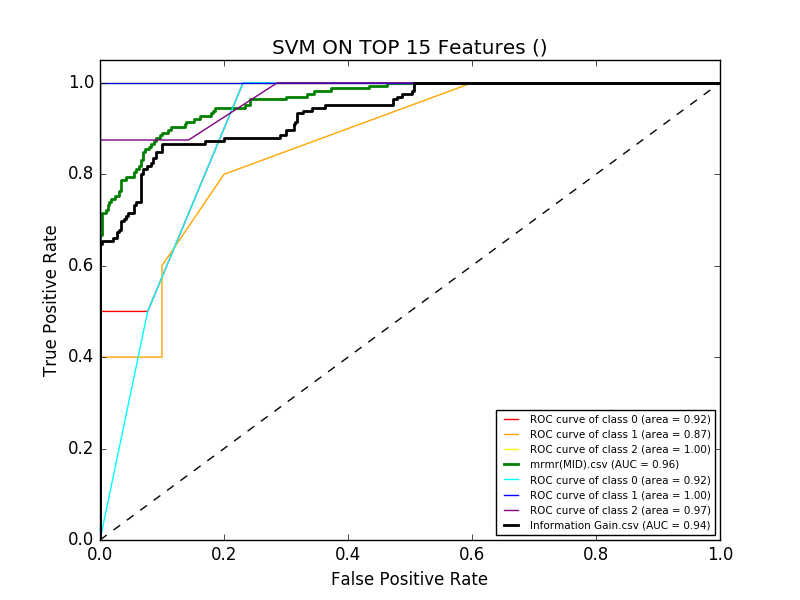 SVM ON TOP 15 Features ()
1.0
0.8
0.6
0.4
0.2
0.0
True Positive Rate
ROC curve of class 0 (area = 0.92)
ROC curve of class 1 (area = 0.87)
ROC curve of class 2 (area = 1.00)
mrmr(MID).csv (AUC = 0.96)
ROC curve of class 0 (area = 0.92)
ROC curve of class 1 (area = 1.00)
ROC curve of class 2 (area = 0.97)
Information Gain.csv (AUC = 0.94)
0.0 0.2 0.4 0.6 0.8 1.0
False Positive Rate